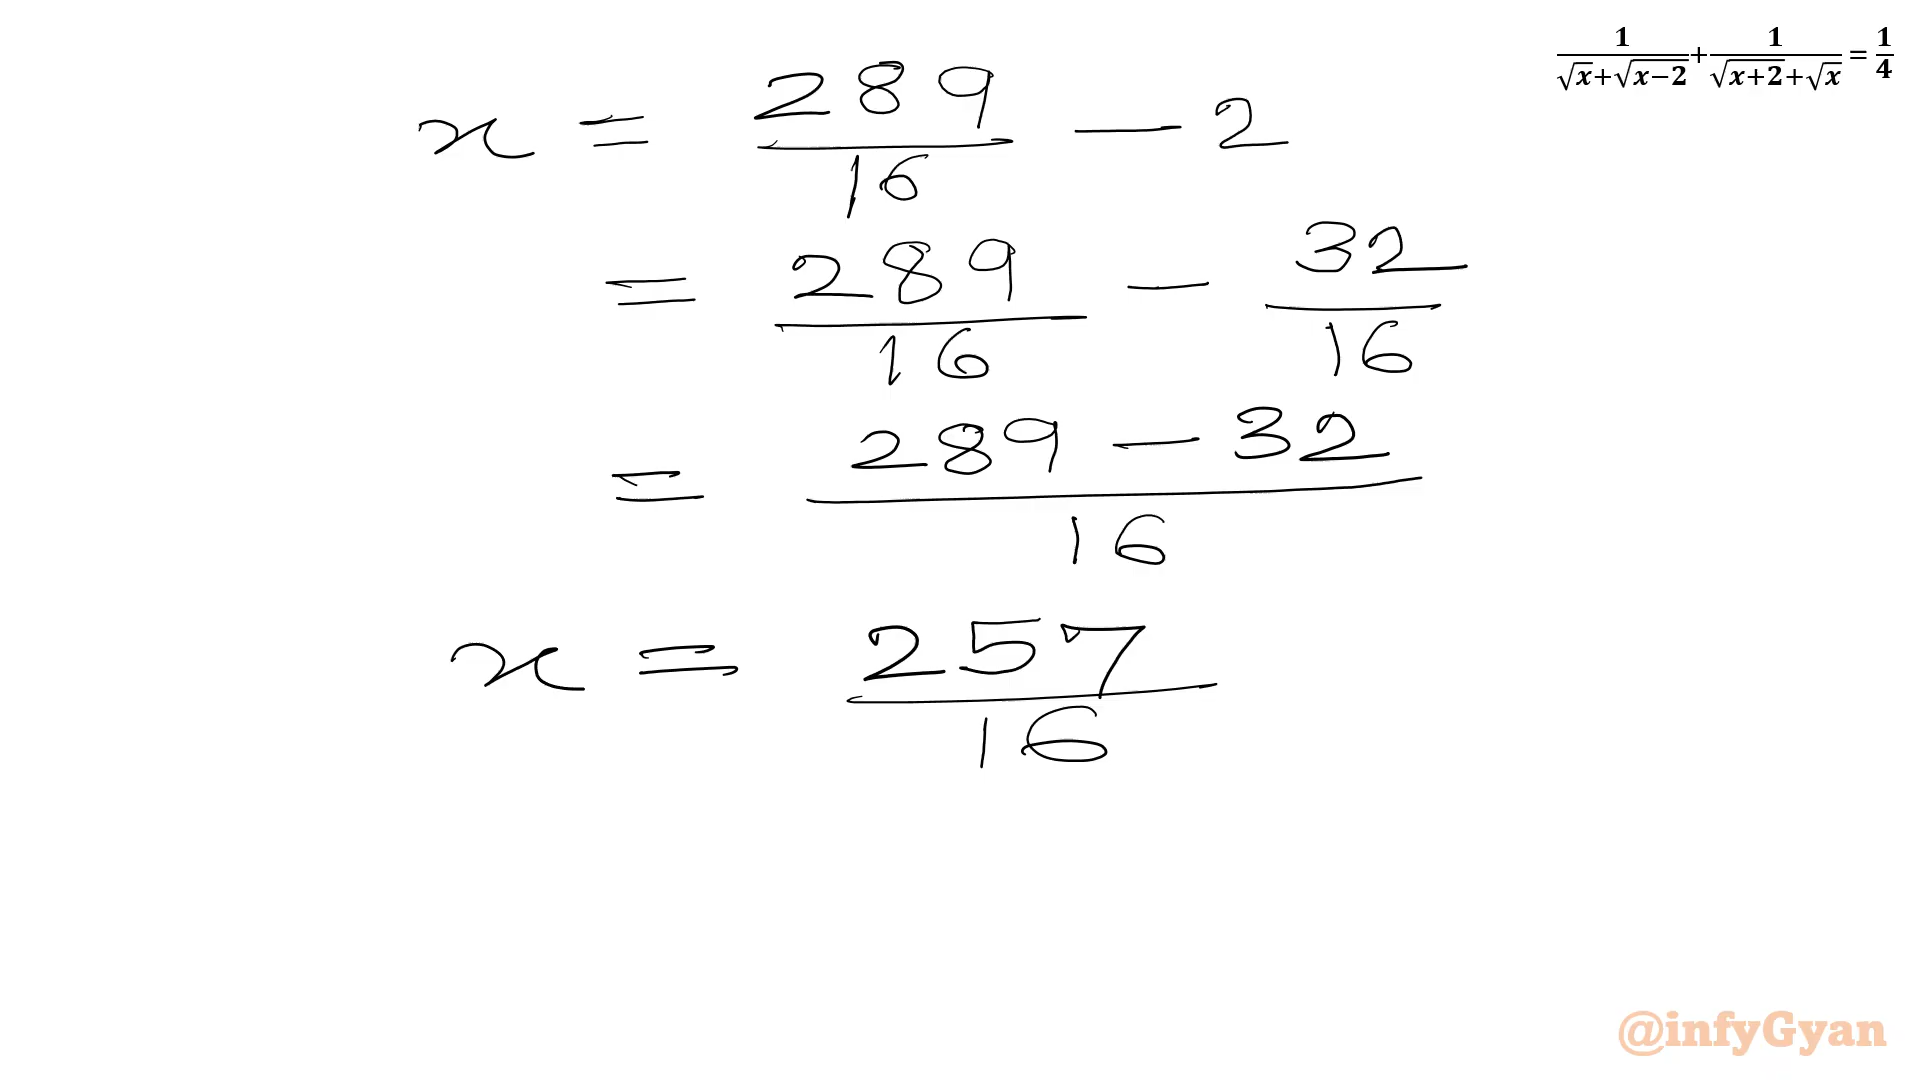 1/(√x+√(x−2)) + 1/(√(x+2)+√x) = 1/4
x = 289/16 − 2
= 289/16 − 32/16
= (289 − 32)/16
x = 257/16
@infyGyan